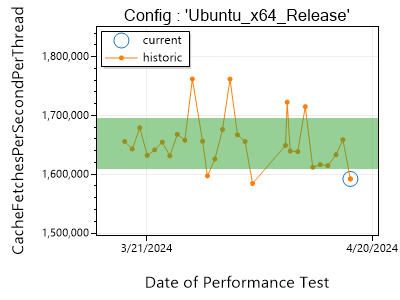 Config : 'Ubuntu_x64_Release'
CacheFetchesPerSecondPerThread
current
historic
1,800,000
1,700,000
1,600,000
1,500,000
3/21/2024
4/20/2024
Date of Performance Test